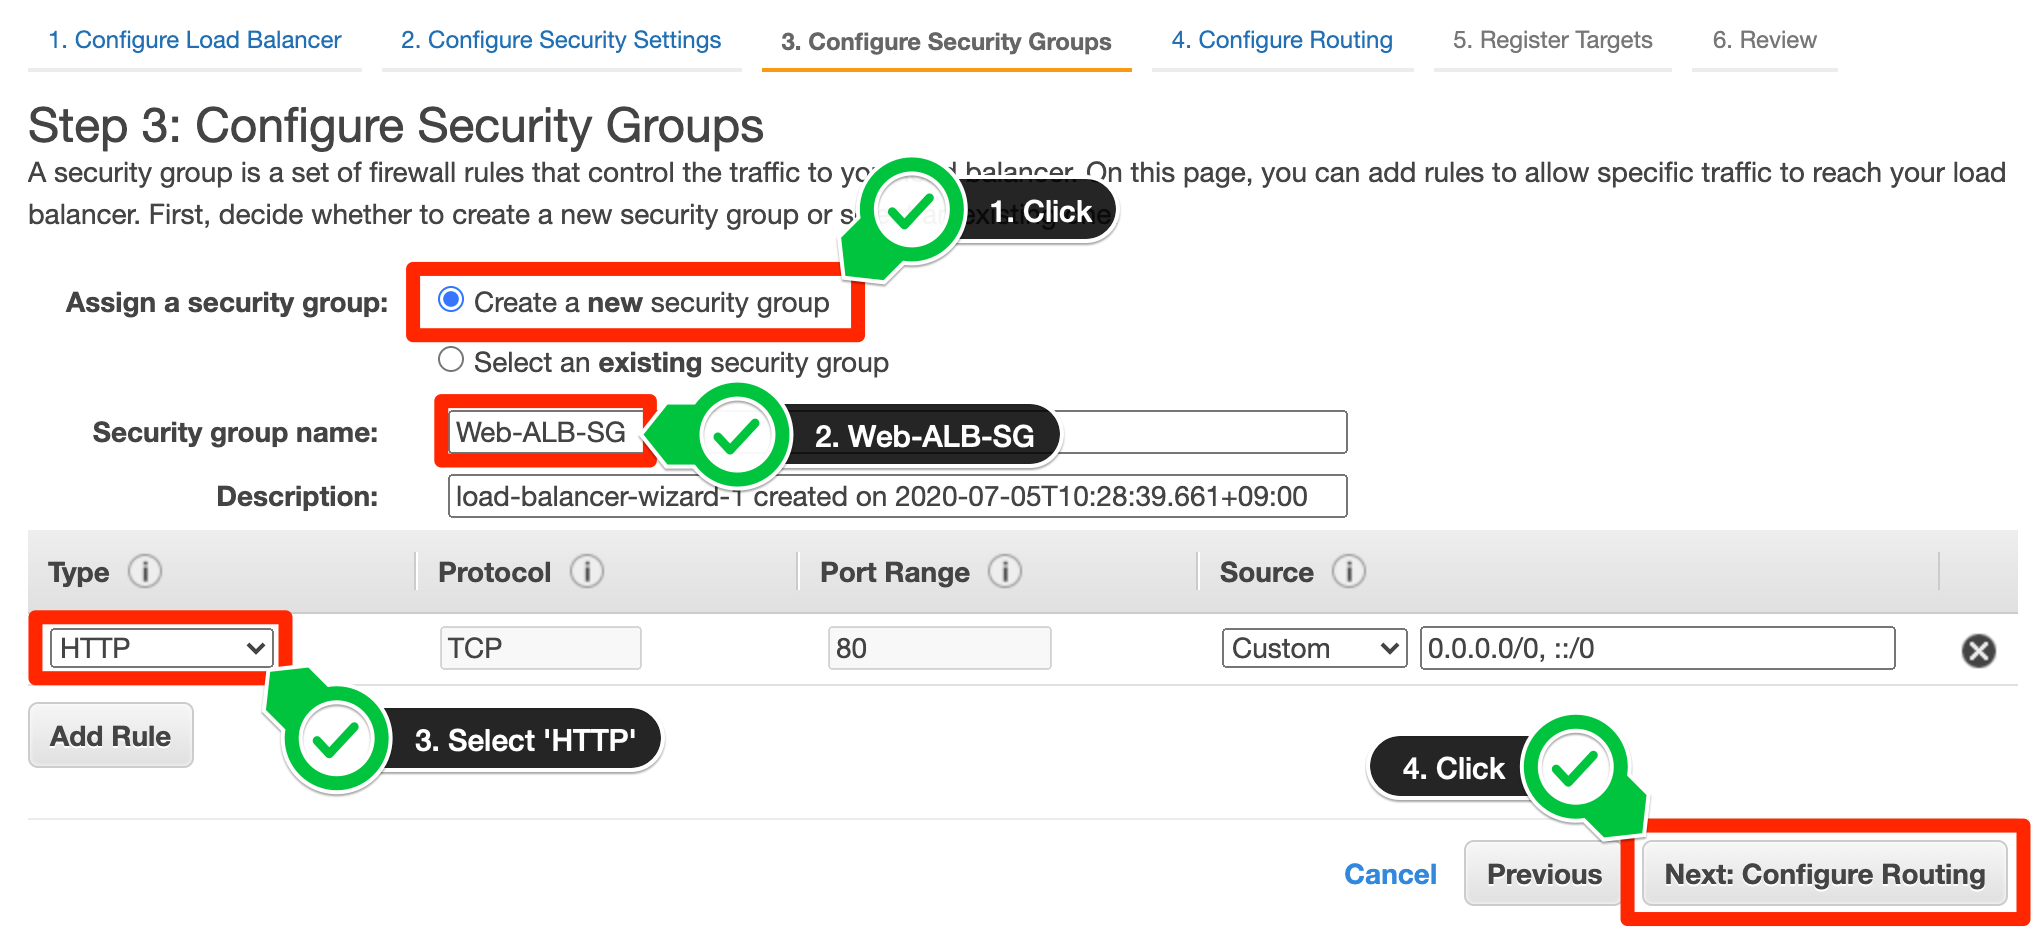 1. Configure Load Balancer 2. Configure Security Settings 3. Configure Security Groups 4. Configure Routing 5. Register Targets 6. Review
Step 3: Configure Security Groups
A security group is a set of firewall rules that control the traffic to balancer. On this page, you can add rules to allow specific traffic to reach your load
balancer. First, decide whether to create a new security group or existing
1. Click
Assign a security group: Create a new security group
Select an existing security group
Security group name: Web-ALB-SG
2. Web-ALB-SG
Description: load-balancer-wizard-1 created on 2020-07-05T10:28:39.661+09:00
Type i Protocol i Port Range i Source i
HTTP TCP 80 Custom 0.0.0.0/0, ::/0
Add Rule
3. Select 'HTTP'
4. Click
Cancel Previous Next: Configure Routing